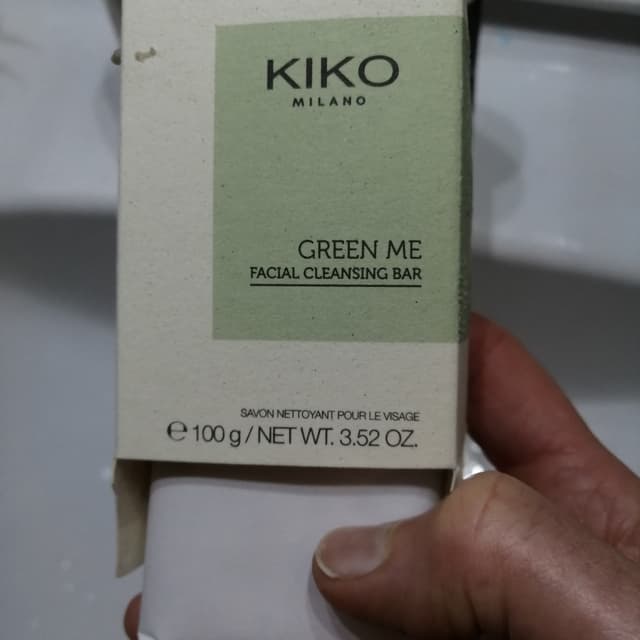 KIKO
MILANO
GREEN ME
FACIAL CLEANSING BAR
SAVON NETTOYANT POUR LE VISAGE
℮ 100 g / NET WT. 3.52 OZ.